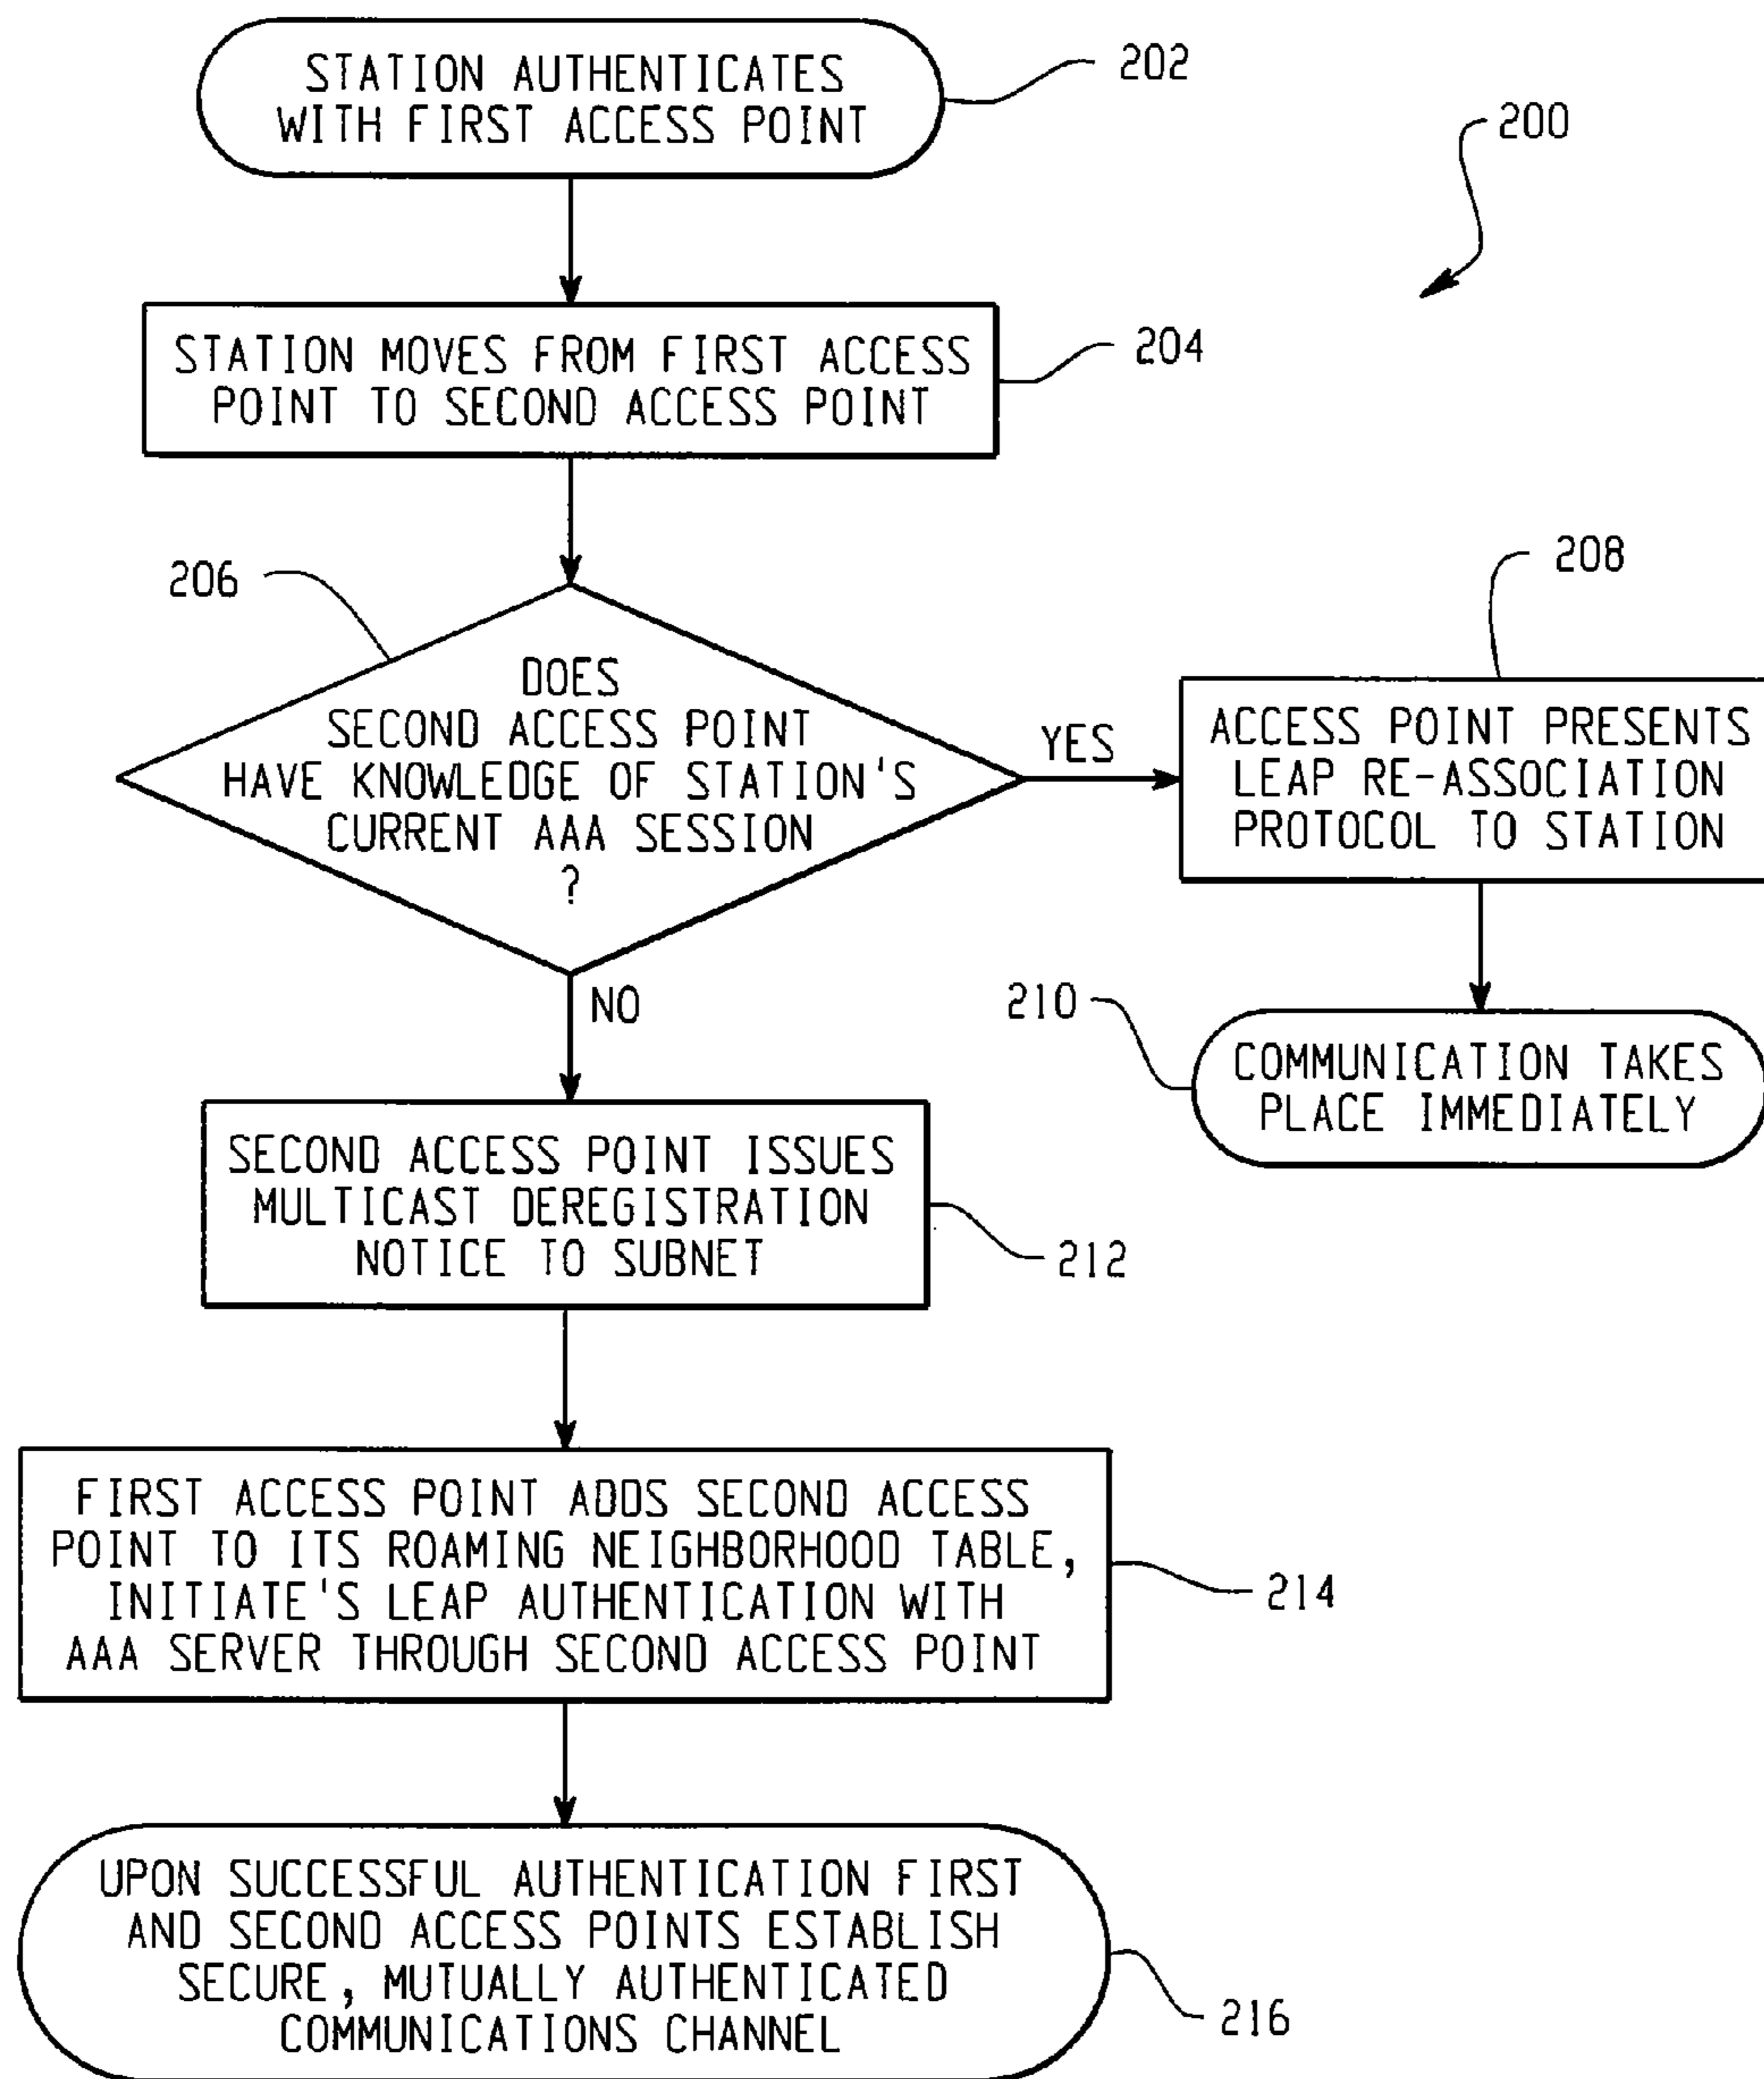 STATION AUTHENTICATES
WITH FIRST ACCESS POINT
202
200
STATION MOVES FROM FIRST ACCESS
POINT TO SECOND ACCESS POINT
204
206
DOES
SECOND ACCESS POINT
HAVE KNOWLEDGE OF STATION'S
CURRENT AAA SESSION
?
YES
208
ACCESS POINT PRESENTS
LEAP RE-ASSOCIATION
PROTOCOL TO STATION
NO
210
COMMUNICATION TAKES
PLACE IMMEDIATELY
SECOND ACCESS POINT ISSUES
MULTICAST DEREGISTRATION
NOTICE TO SUBNET
212
FIRST ACCESS POINT ADDS SECOND ACCESS
POINT TO ITS ROAMING NEIGHBORHOOD TABLE,
INITIATE'S LEAP AUTHENTICATION WITH
AAA SERVER THROUGH SECOND ACCESS POINT
214
UPON SUCCESSFUL AUTHENTICATION FIRST
AND SECOND ACCESS POINTS ESTABLISH
SECURE, MUTUALLY AUTHENTICATED
COMMUNICATIONS CHANNEL
216